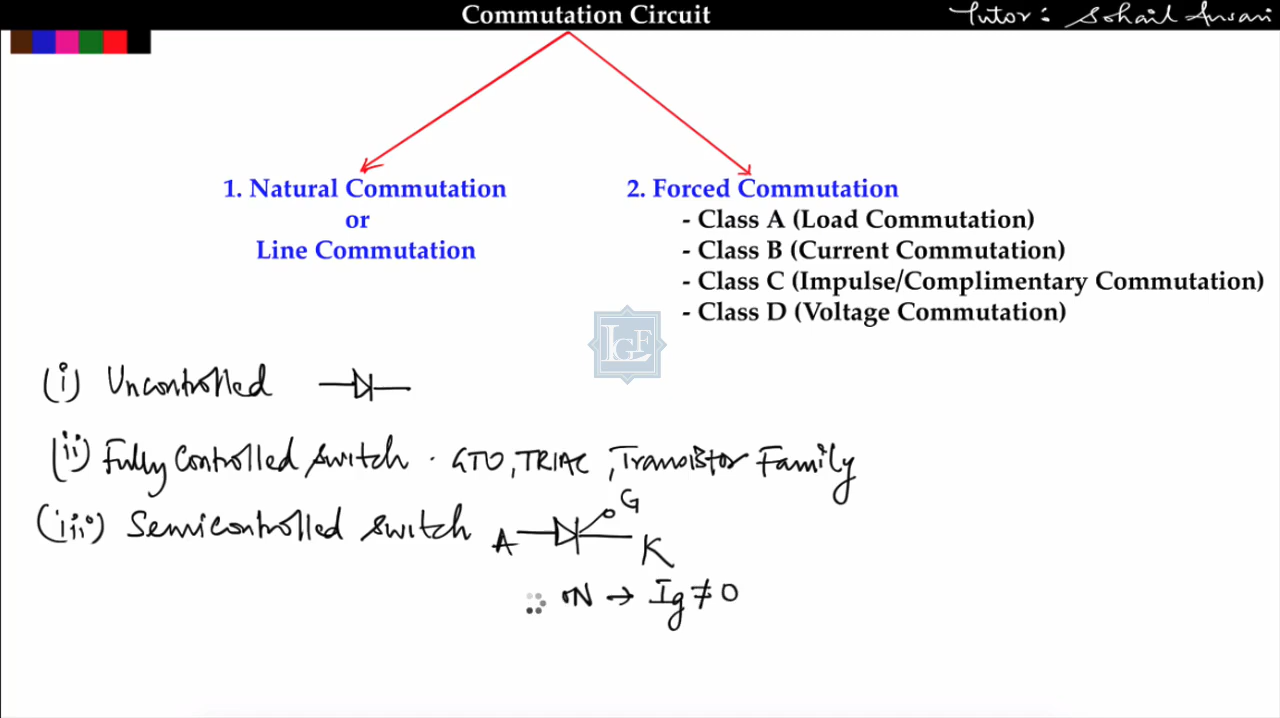 Commutation Circuit
Tutor: Sohail Ansari
1. Natural Commutation
or
Line Commutation
2. Forced Commutation
- Class A (Load Commutation)
- Class B (Current Commutation)
- Class C (Impulse/Complimentary Commutation)
- Class D (Voltage Commutation)
LGF
(i) Uncontrolled
(ii) Fully Controlled switch . GTO, TRIAC, Transistor Family
(iii) Semicontrolled switch A G K
ON → Ig ≠ 0